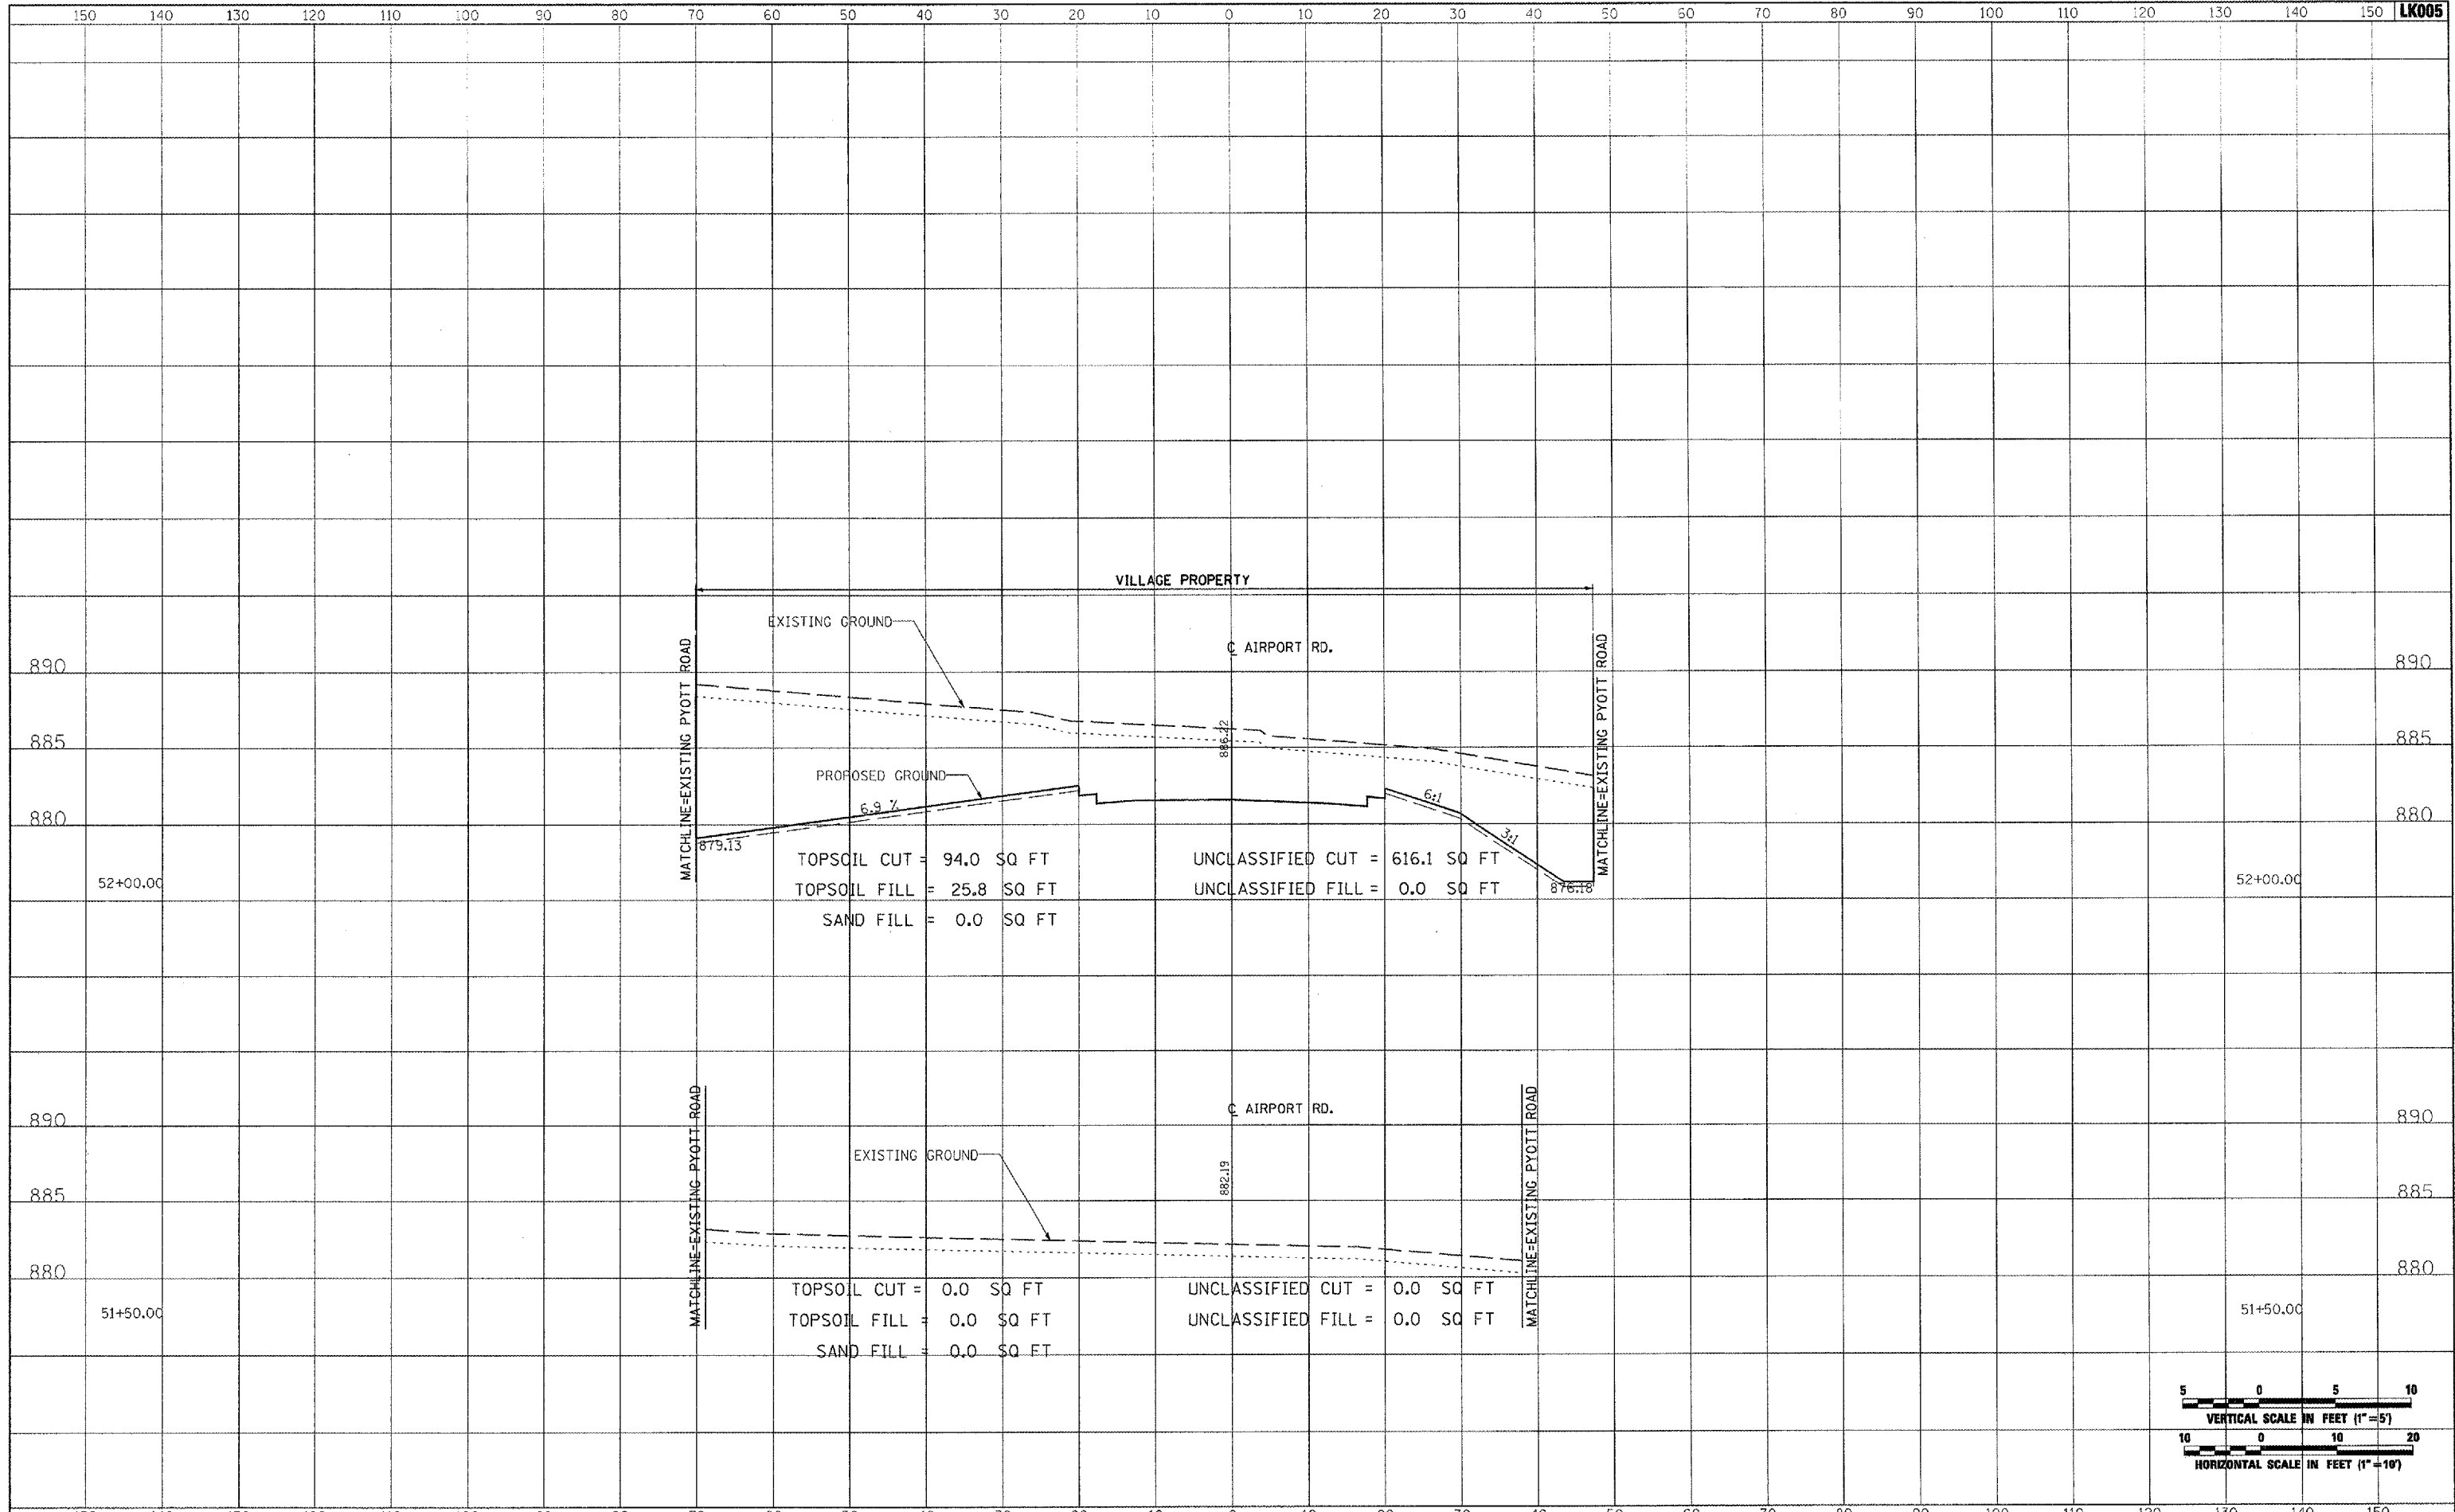 150 140 130 120 110 100 90 80 70 60 50 40 30 20 10 0 10 20 30 40 50 60 70 80 90 100 110 120 130 140 150 LK005
VILLAGE PROPERTY
EXISTING GROUND
℄ AIRPORT RD.
MATCHLINE=EXISTING PYOTT ROAD
MATCHLINE=EXISTING PYOTT ROAD
890 890
885 885
880 880
886.22
PROPOSED GROUND
6.9 %
6:1
3:1
879.13
876.18
TOPSOIL CUT = 94.0 SQ FT UNCLASSIFIED CUT = 616.1 SQ FT
52+00.00 52+00.00
TOPSOIL FILL = 25.8 SQ FT UNCLASSIFIED FILL = 0.0 SQ FT
SAND FILL = 0.0 SQ FT
MATCHLINE=EXISTING PYOTT ROAD
MATCHLINE=EXISTING PYOTT ROAD
℄ AIRPORT RD.
890 890
EXISTING GROUND
882.19
885 885
880 880
TOPSOIL CUT = 0.0 SQ FT UNCLASSIFIED CUT = 0.0 SQ FT
51+50.00 51+50.00
TOPSOIL FILL = 0.0 SQ FT UNCLASSIFIED FILL = 0.0 SQ FT
SAND FILL = 0.0 SQ FT
5 0 5 10
VERTICAL SCALE IN FEET (1"=5')
10 0 10 20
HORIZONTAL SCALE IN FEET (1"=10')